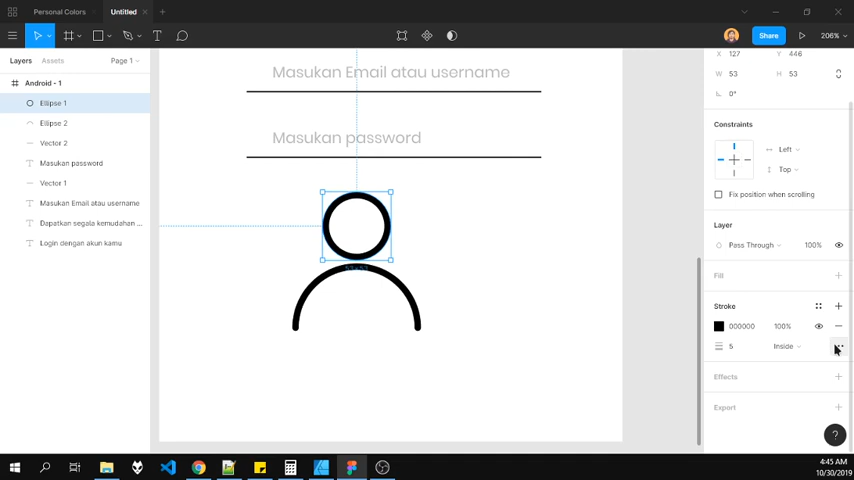 Personal Colors
Untitled
Share
206%
Layers
Assets
Page 1
Android - 1
Ellipse 1
Ellipse 2
Vector 2
Masukan password
Vector 1
Masukan Email atau username
Dapatkan segala kemudahan ...
Login dengan akun kamu
Masukan Email atau username
Masukan password
X 127 Y 446
W 53 H 53
0°
Constraints
Left
Top
Fix position when scrolling
Layer
Pass Through 100%
Fill
Stroke
000000 100%
5 Inside
Effects
Export
?
4:45 AM
10/30/2019